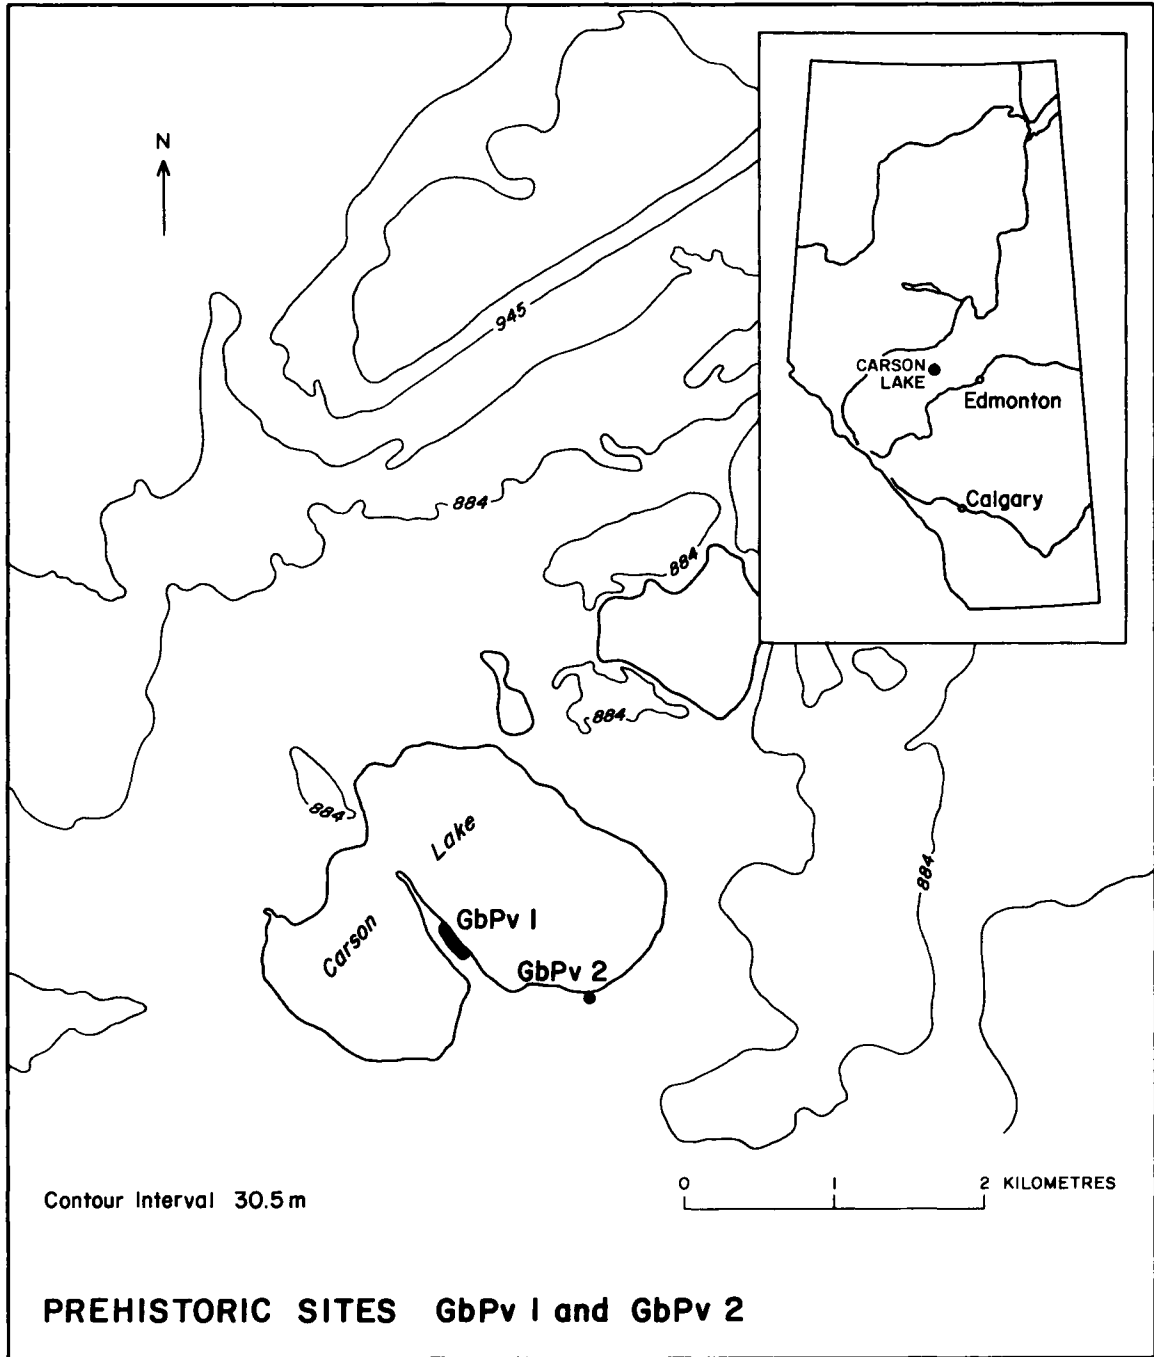 N
945
CARSON
LAKE
Edmonton
Calgary
884
884
884
884
884
Lake
Carson
GbPv 1
GbPv 2
0 1 2 KILOMETRES
Contour Interval 30.5 m
PREHISTORIC SITES GbPv 1 and GbPv 2